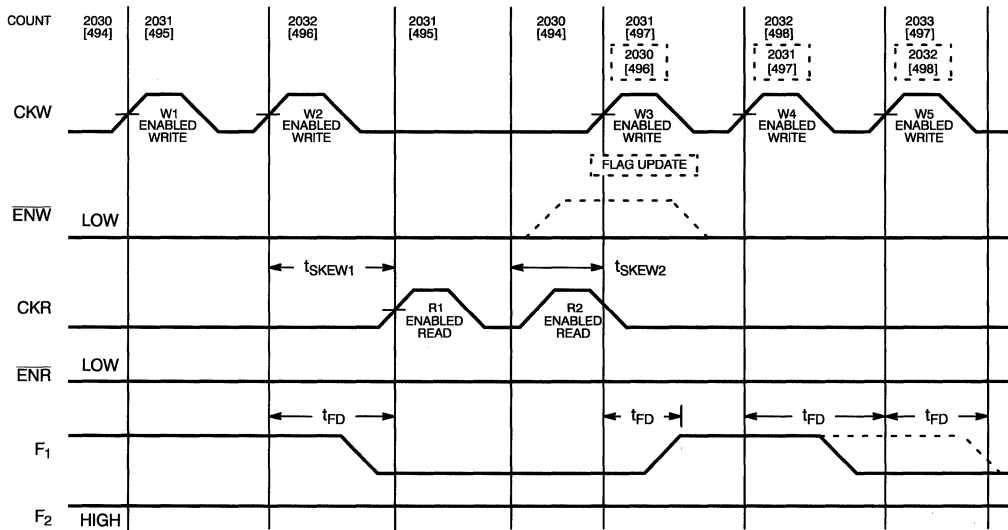 COUNT 2030 2031 2032 2031 2030 2031 2032 2033
[494] [495] [496] [495] [494] [497] [498] [497]
2030 2031 2032
[496] [497] [498]
CKW W1 W2 W3 W4 W5
ENABLED ENABLED ENABLED ENABLED ENABLED
WRITE WRITE WRITE WRITE WRITE
FLAG UPDATE
ENW LOW
tSKEW1 tSKEW2
CKR R1 R2
ENABLED ENABLED
READ READ
ENR LOW
tFD tFD tFD tFD
F1
F2 HIGH